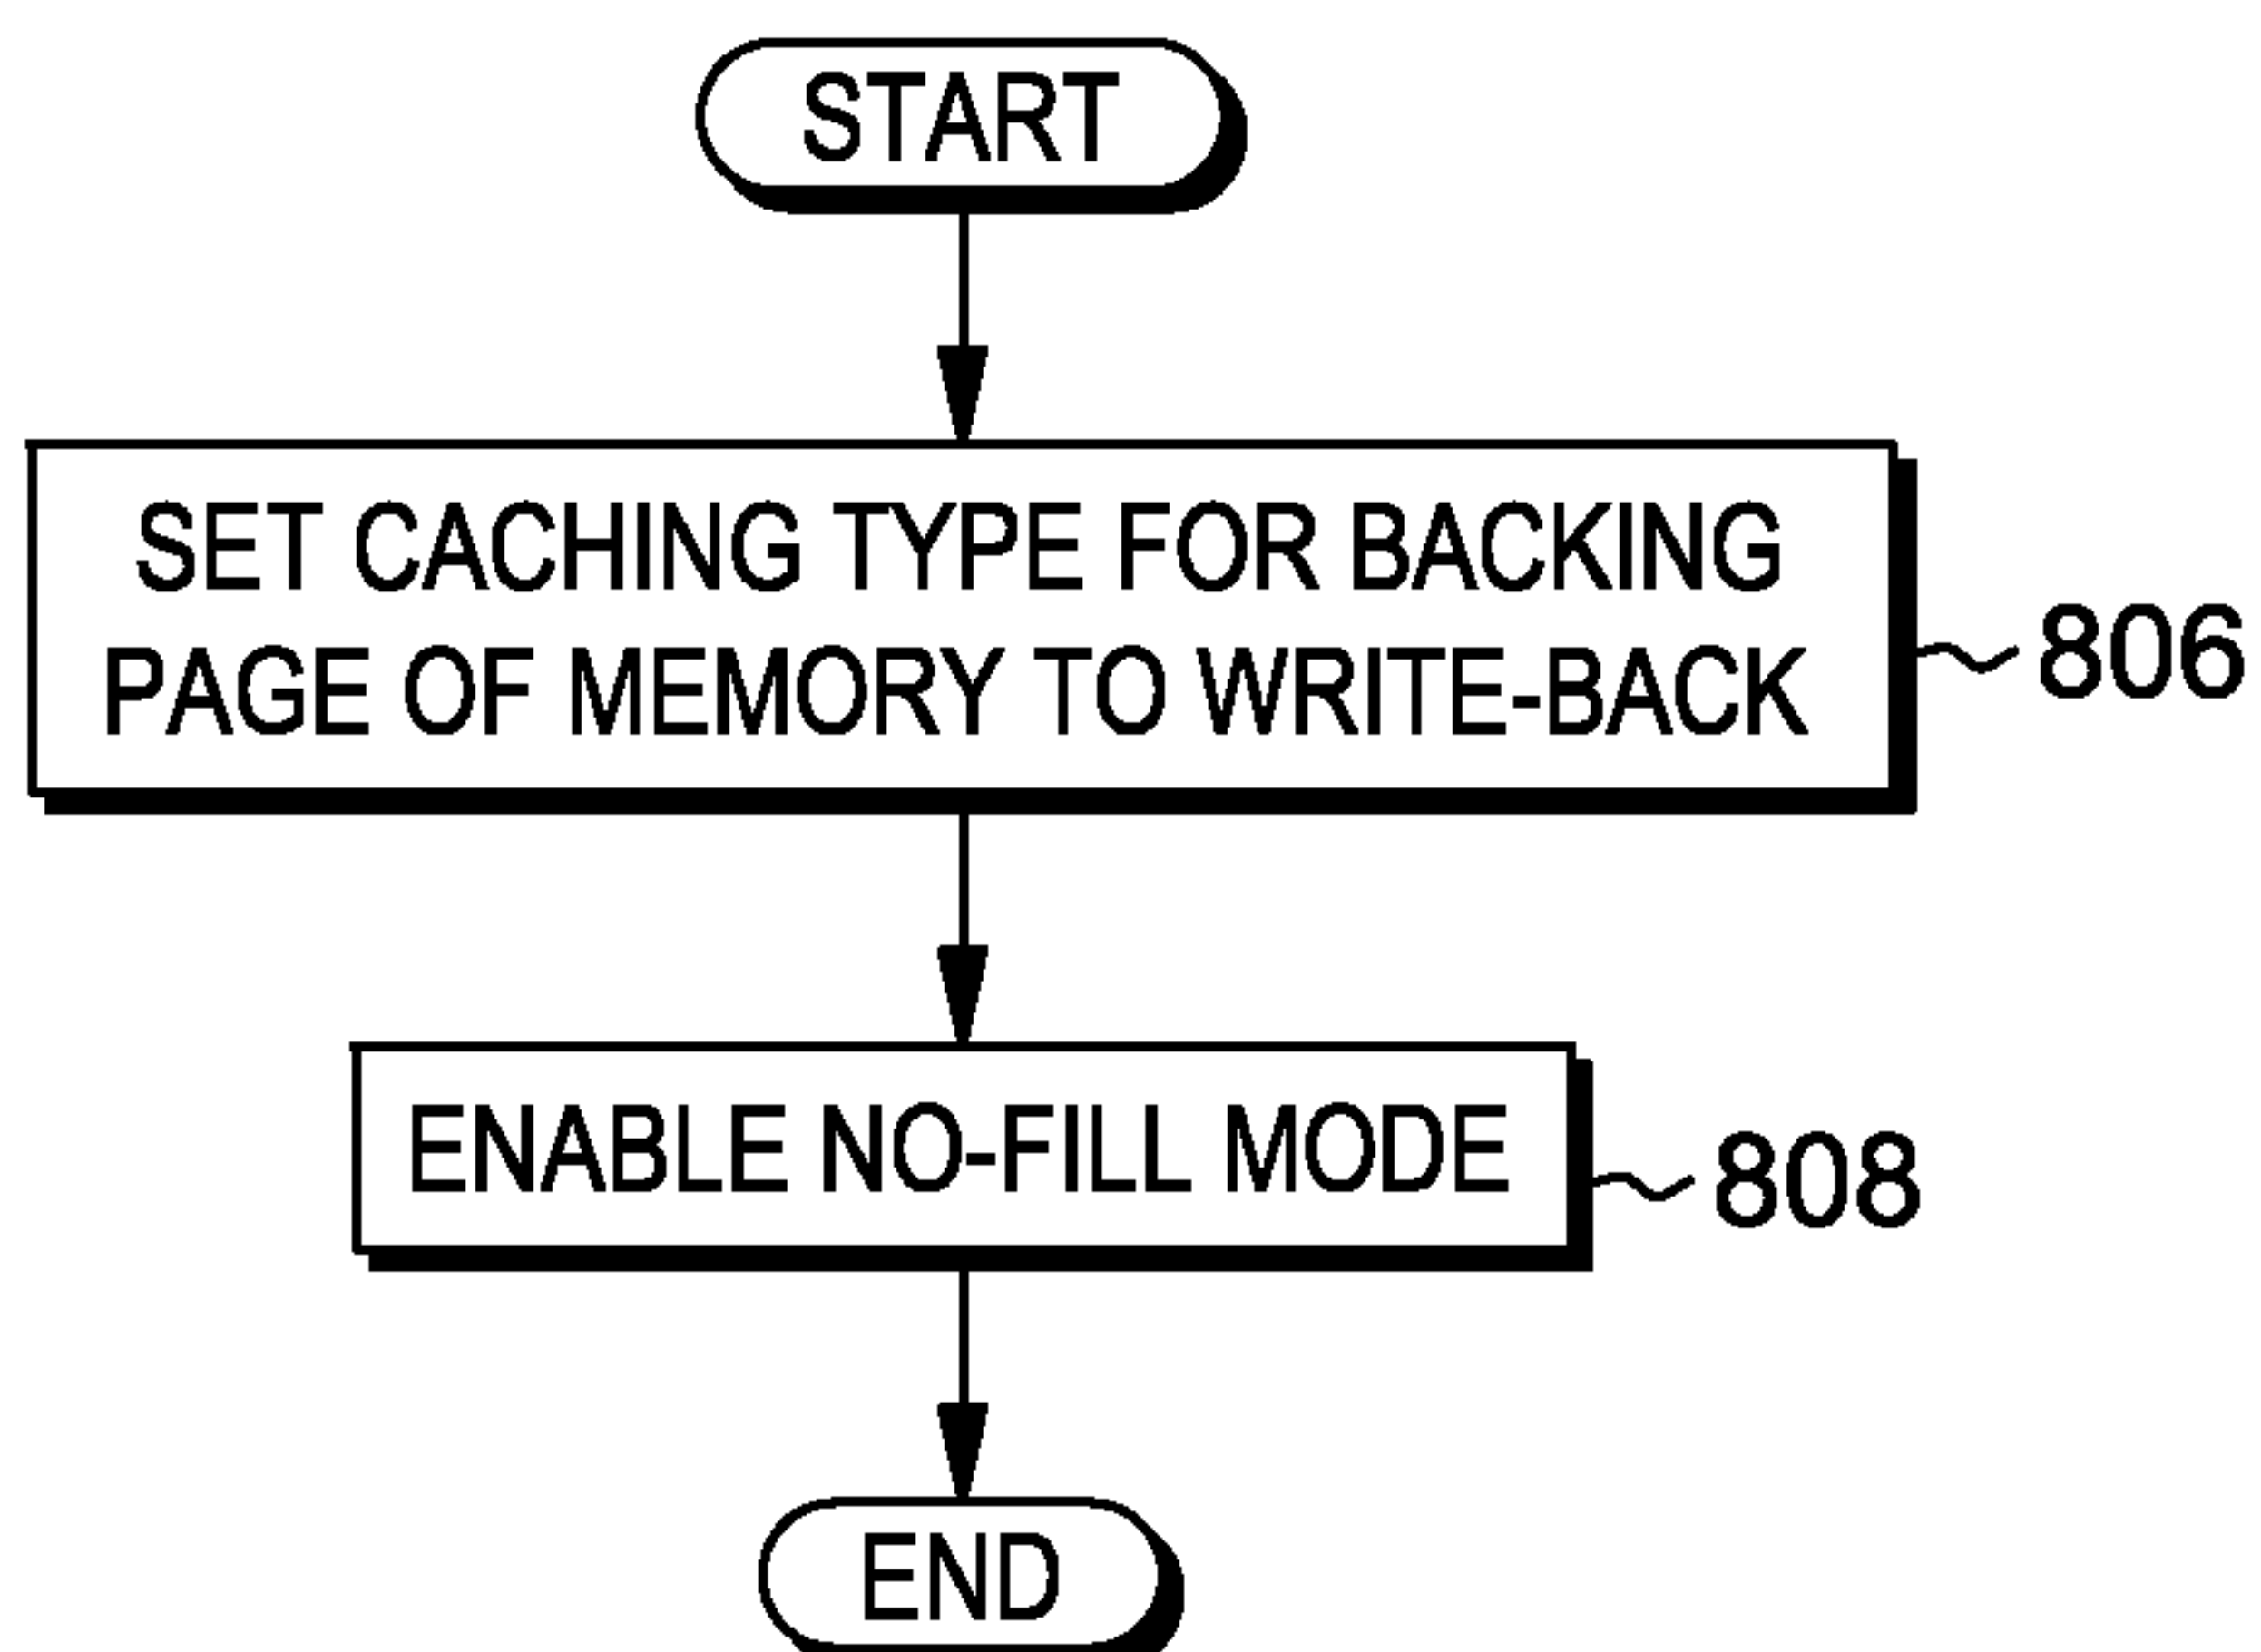 START
SET CACHING TYPE FOR BACKING
PAGE OF MEMORY TO WRITE-BACK
806
ENABLE NO-FILL MODE
808
END